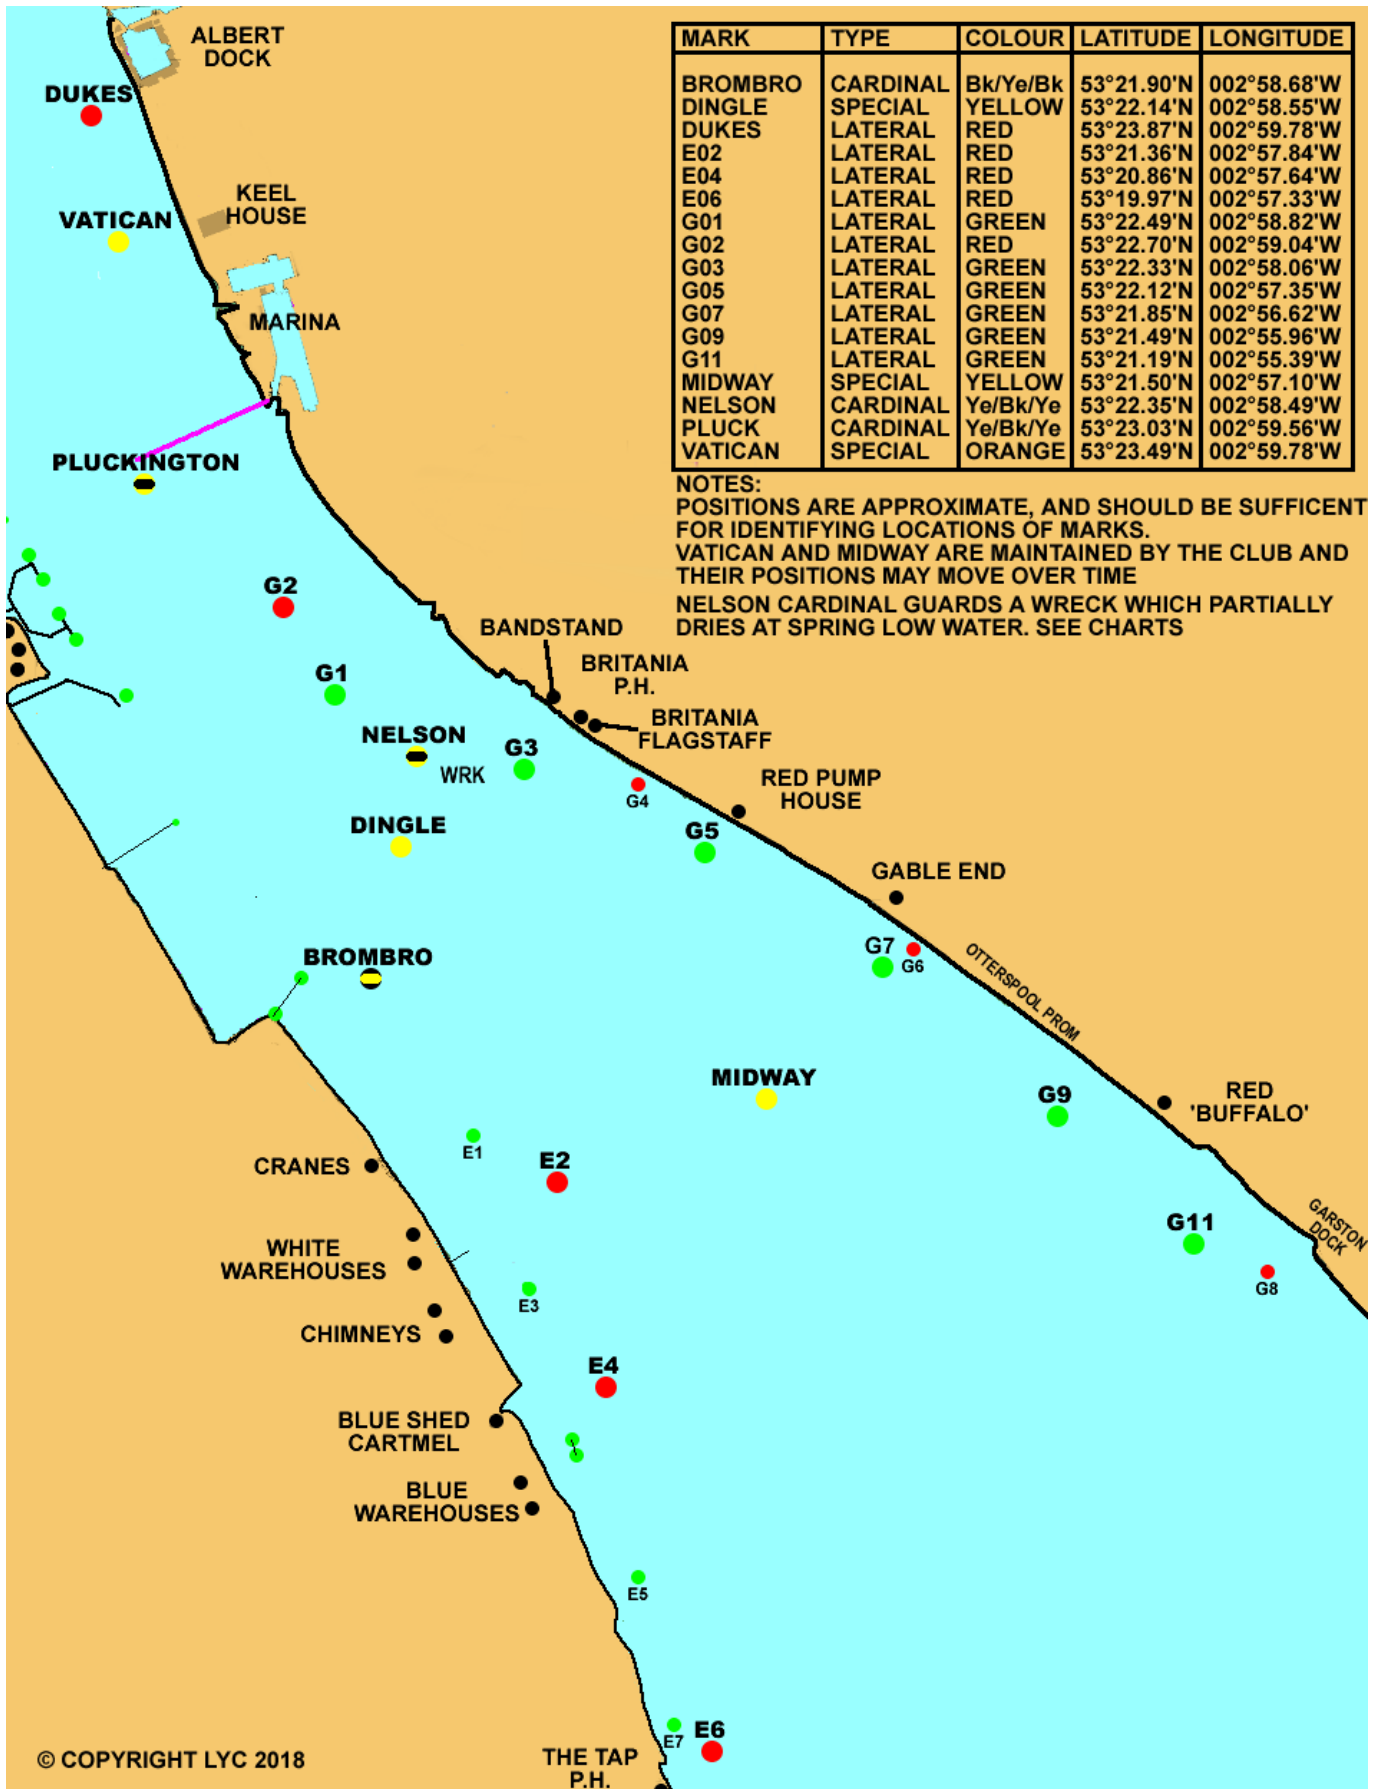 ALBERT
DOCK
DUKES
KEEL
HOUSE
VATICAN
MARINA
PLUCKINGTON
MARK TYPE COLOUR LATITUDE LONGITUDE
BROMBRO CARDINAL Bk/Ye/Bk 53°21.90'N 002°58.68'W
DINGLE SPECIAL YELLOW 53°22.14'N 002°58.55'W
DUKES LATERAL RED 53°23.87'N 002°59.78'W
E02 LATERAL RED 53°21.36'N 002°57.84'W
E04 LATERAL RED 53°20.86'N 002°57.64'W
E06 LATERAL RED 53°19.97'N 002°57.33'W
G01 LATERAL GREEN 53°22.49'N 002°58.82'W
G02 LATERAL RED 53°22.70'N 002°59.04'W
G03 LATERAL GREEN 53°22.33'N 002°58.06'W
G05 LATERAL GREEN 53°22.12'N 002°57.35'W
G07 LATERAL GREEN 53°21.85'N 002°56.62'W
G09 LATERAL GREEN 53°21.49'N 002°55.96'W
G11 LATERAL GREEN 53°21.19'N 002°55.39'W
MIDWAY SPECIAL YELLOW 53°21.50'N 002°57.10'W
NELSON CARDINAL Ye/Bk/Ye 53°22.35'N 002°58.49'W
PLUCK CARDINAL Ye/Bk/Ye 53°23.03'N 002°59.56'W
VATICAN SPECIAL ORANGE 53°23.49'N 002°59.78'W
NOTES:
POSITIONS ARE APPROXIMATE, AND SHOULD BE SUFFICENT
FOR IDENTIFYING LOCATIONS OF MARKS.
VATICAN AND MIDWAY ARE MAINTAINED BY THE CLUB AND
THEIR POSITIONS MAY MOVE OVER TIME
NELSON CARDINAL GUARDS A WRECK WHICH PARTIALLY
DRIES AT SPRING LOW WATER. SEE CHARTS
G2
BANDSTAND
BRITANIA
P.H.
G1
BRITANIA
FLAGSTAFF
NELSON
WRK
G3
G4
RED PUMP
HOUSE
DINGLE
G5
GABLE END
BROMBRO
G7
G6
OTTERSPOOL PROM
MIDWAY
G9
RED
'BUFFALO'
E1
E2
CRANES
G11
GARSTON
DOCK
G8
WHITE
WAREHOUSES
E3
CHIMNEYS
E4
BLUE SHED
CARTMEL
BLUE
WAREHOUSES
E5
E7
E6
© COPYRIGHT LYC 2018
THE TAP
P.H.